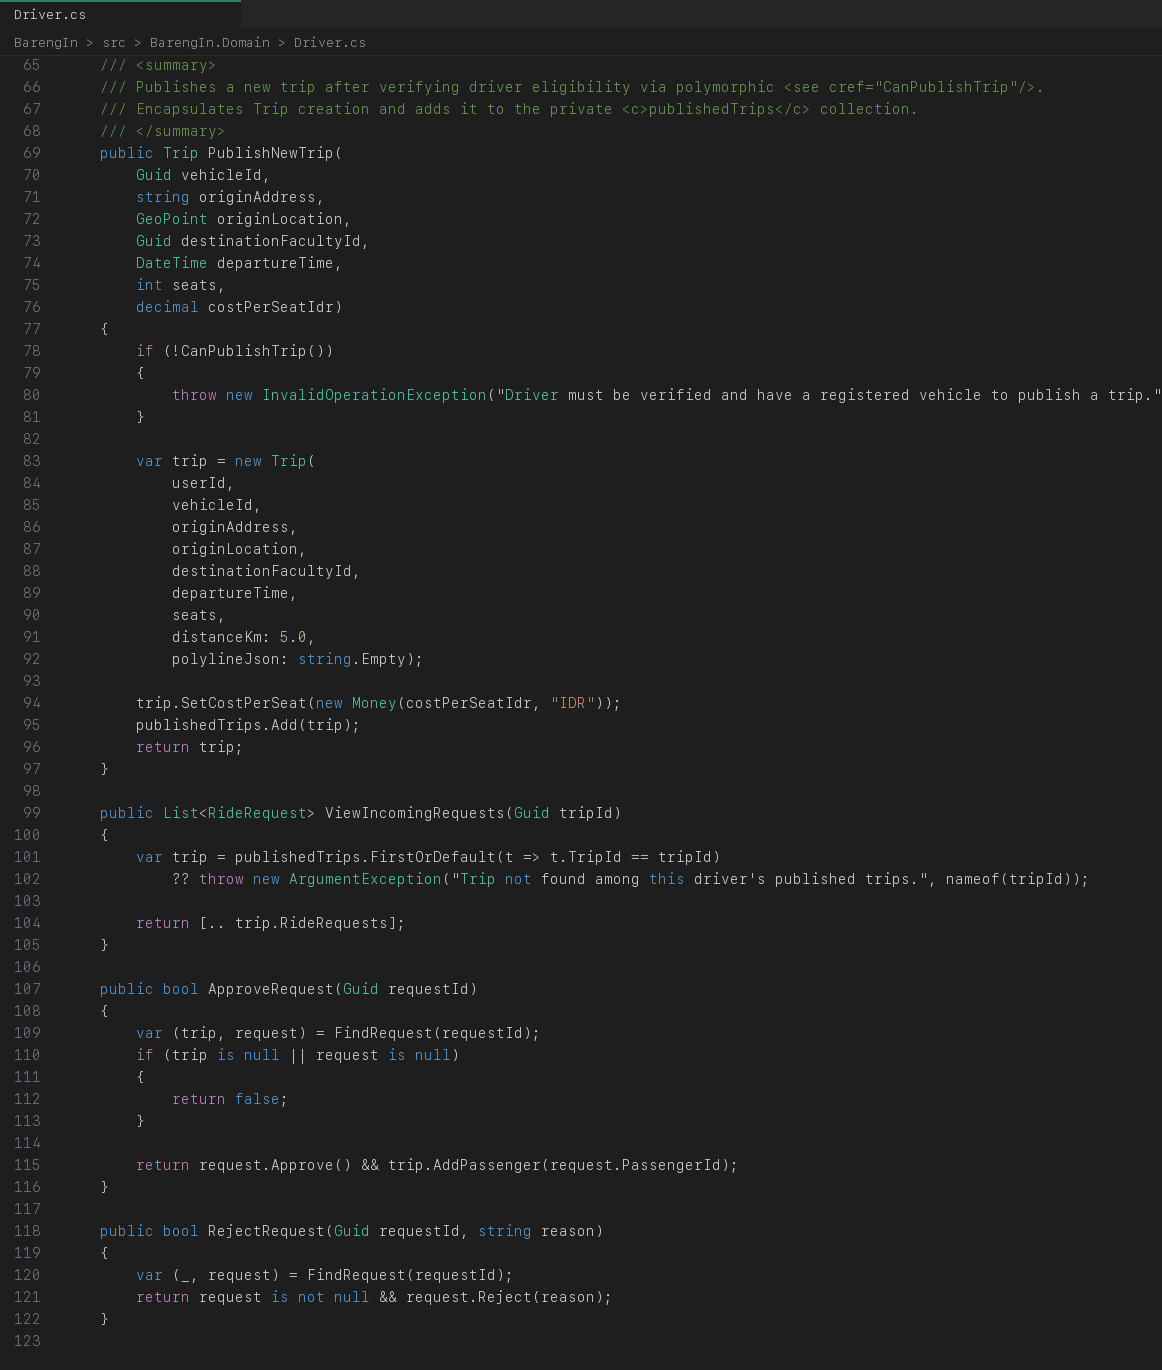 Driver.cs
BarengIn > src > BarengIn.Domain > Driver.cs
65 /// <summary>
66 /// Publishes a new trip after verifying driver eligibility via polymorphic <see cref="CanPublishTrip"/>.
67 /// Encapsulates Trip creation and adds it to the private <c>publishedTrips</c> collection.
68 /// </summary>
69 public Trip PublishNewTrip(
70 Guid vehicleId,
71 string originAddress,
72 GeoPoint originLocation,
73 Guid destinationFacultyId,
74 DateTime departureTime,
75 int seats,
76 decimal costPerSeatIdr)
77 {
78 if (!CanPublishTrip())
79 {
80 throw new InvalidOperationException("Driver must be verified and have a registered vehicle to publish a trip."
81 }
82
83 var trip = new Trip(
84 userId,
85 vehicleId,
86 originAddress,
87 originLocation,
88 destinationFacultyId,
89 departureTime,
90 seats,
91 distanceKm: 5.0,
92 polylineJson: string.Empty);
93
94 trip.SetCostPerSeat(new Money(costPerSeatIdr, "IDR"));
95 publishedTrips.Add(trip);
96 return trip;
97 }
98
99 public List<RideRequest> ViewIncomingRequests(Guid tripId)
100 {
101 var trip = publishedTrips.FirstOrDefault(t => t.TripId == tripId)
102 ?? throw new ArgumentException("Trip not found among this driver's published trips.", nameof(tripId));
103
104 return [.. trip.RideRequests];
105 }
106
107 public bool ApproveRequest(Guid requestId)
108 {
109 var (trip, request) = FindRequest(requestId);
110 if (trip is null || request is null)
111 {
112 return false;
113 }
114
115 return request.Approve() && trip.AddPassenger(request.PassengerId);
116 }
117
118 public bool RejectRequest(Guid requestId, string reason)
119 {
120 var (_, request) = FindRequest(requestId);
121 return request is not null && request.Reject(reason);
122 }
123